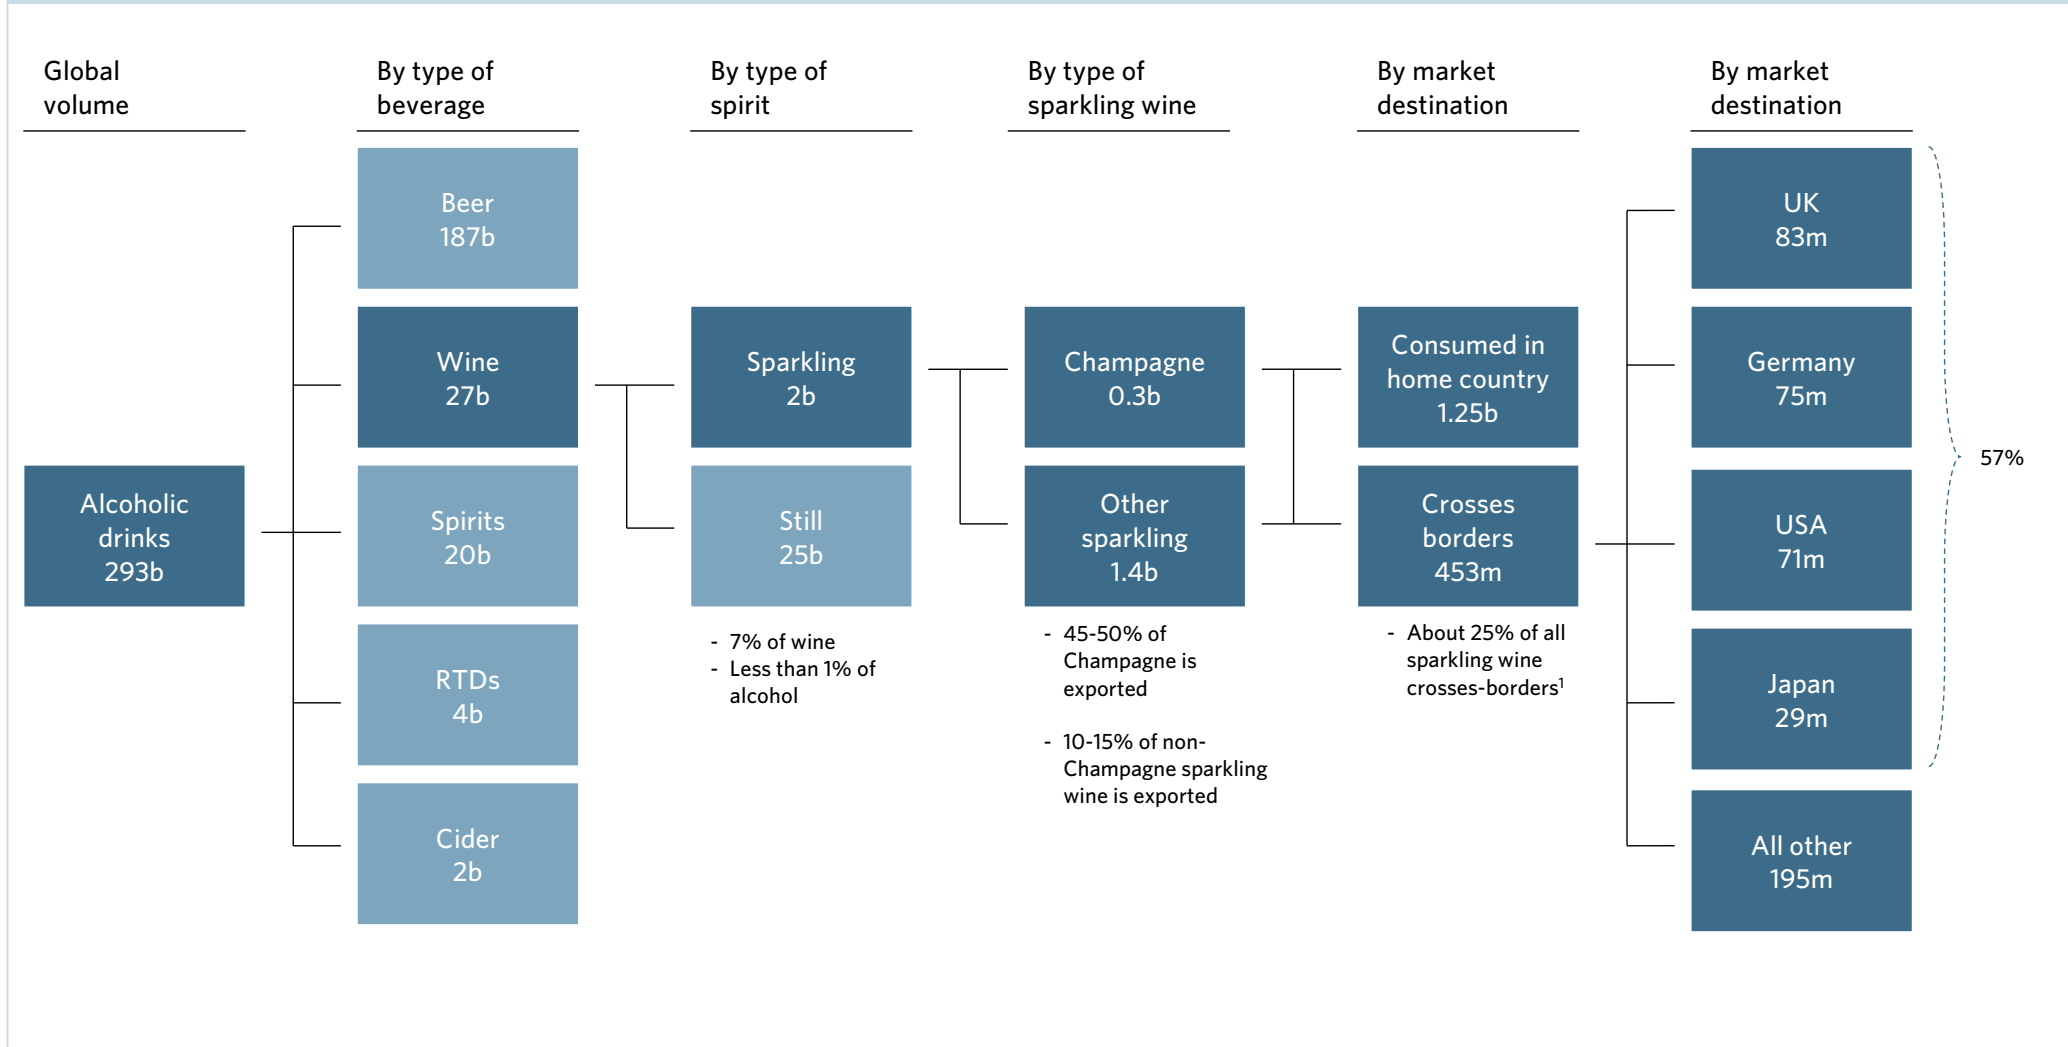 Global
volume
By type of
beverage
By type of
spirit
By type of
sparkling wine
By market
destination
By market
destination
Alcoholic
drinks
293b
Beer
187b
Wine
27b
Spirits
20b
RTDs
4b
Cider
2b
Sparkling
2b
Still
25b
- 7% of wine
- Less than 1% of
alcohol
Champagne
0.3b
Other
sparkling
1.4b
- 45-50% of
Champagne is
exported
- 10-15% of non-
Champagne sparkling
wine is exported
Consumed in
home country
1.25b
Crosses
borders
453m
- About 25% of all
sparkling wine
crosses-borders¹
UK
83m
Germany
75m
USA
71m
Japan
29m
All other
195m
57%